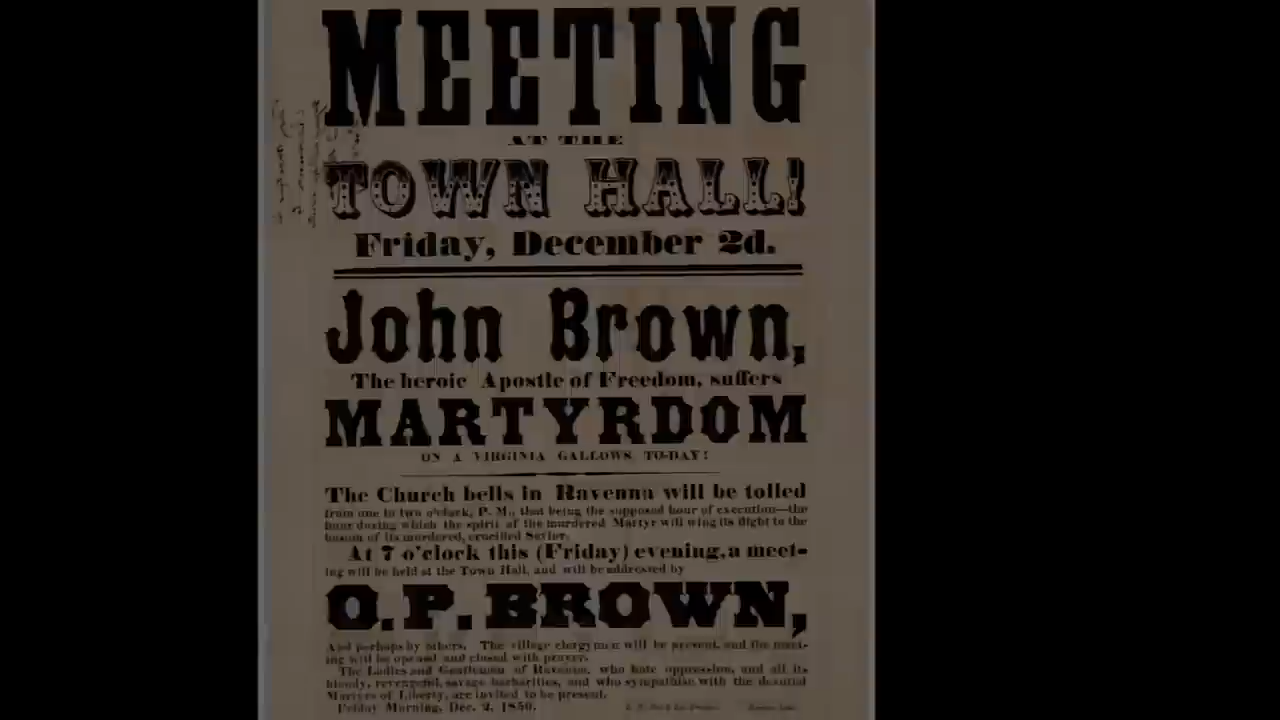 MEETING
AT THE
TOWN HALL!
Friday, December 2d.
John Brown,
The heroic Apostle of Freedom, suffers
MARTYRDOM
ON A VIRGINIA GALLOWS TO-DAY!
The Church bells in Ravenna will be tolled
from one to two o'clock, P. M., that being the supposed hour of execution—the
hour during which the spirit of the murdered Martyr will wing its flight to the
bosom of its murdered, crucified Savior.
At 7 o'clock this (Friday) evening, a meet-
ing will be held at the Town Hall, and will be addressed by
O. P. BROWN,
And perhaps by others. The village clergymen will be present, and the meet-
ing will be opened and closed with prayer.
The Ladies and Gentlemen of Ravenna, who hate oppression, and all its
bloody, revengeful, savage barbarities, and who sympathise with the devoted
Martyrs of Liberty, are invited to be present.
Friday Morning, Dec. 2, 1859.